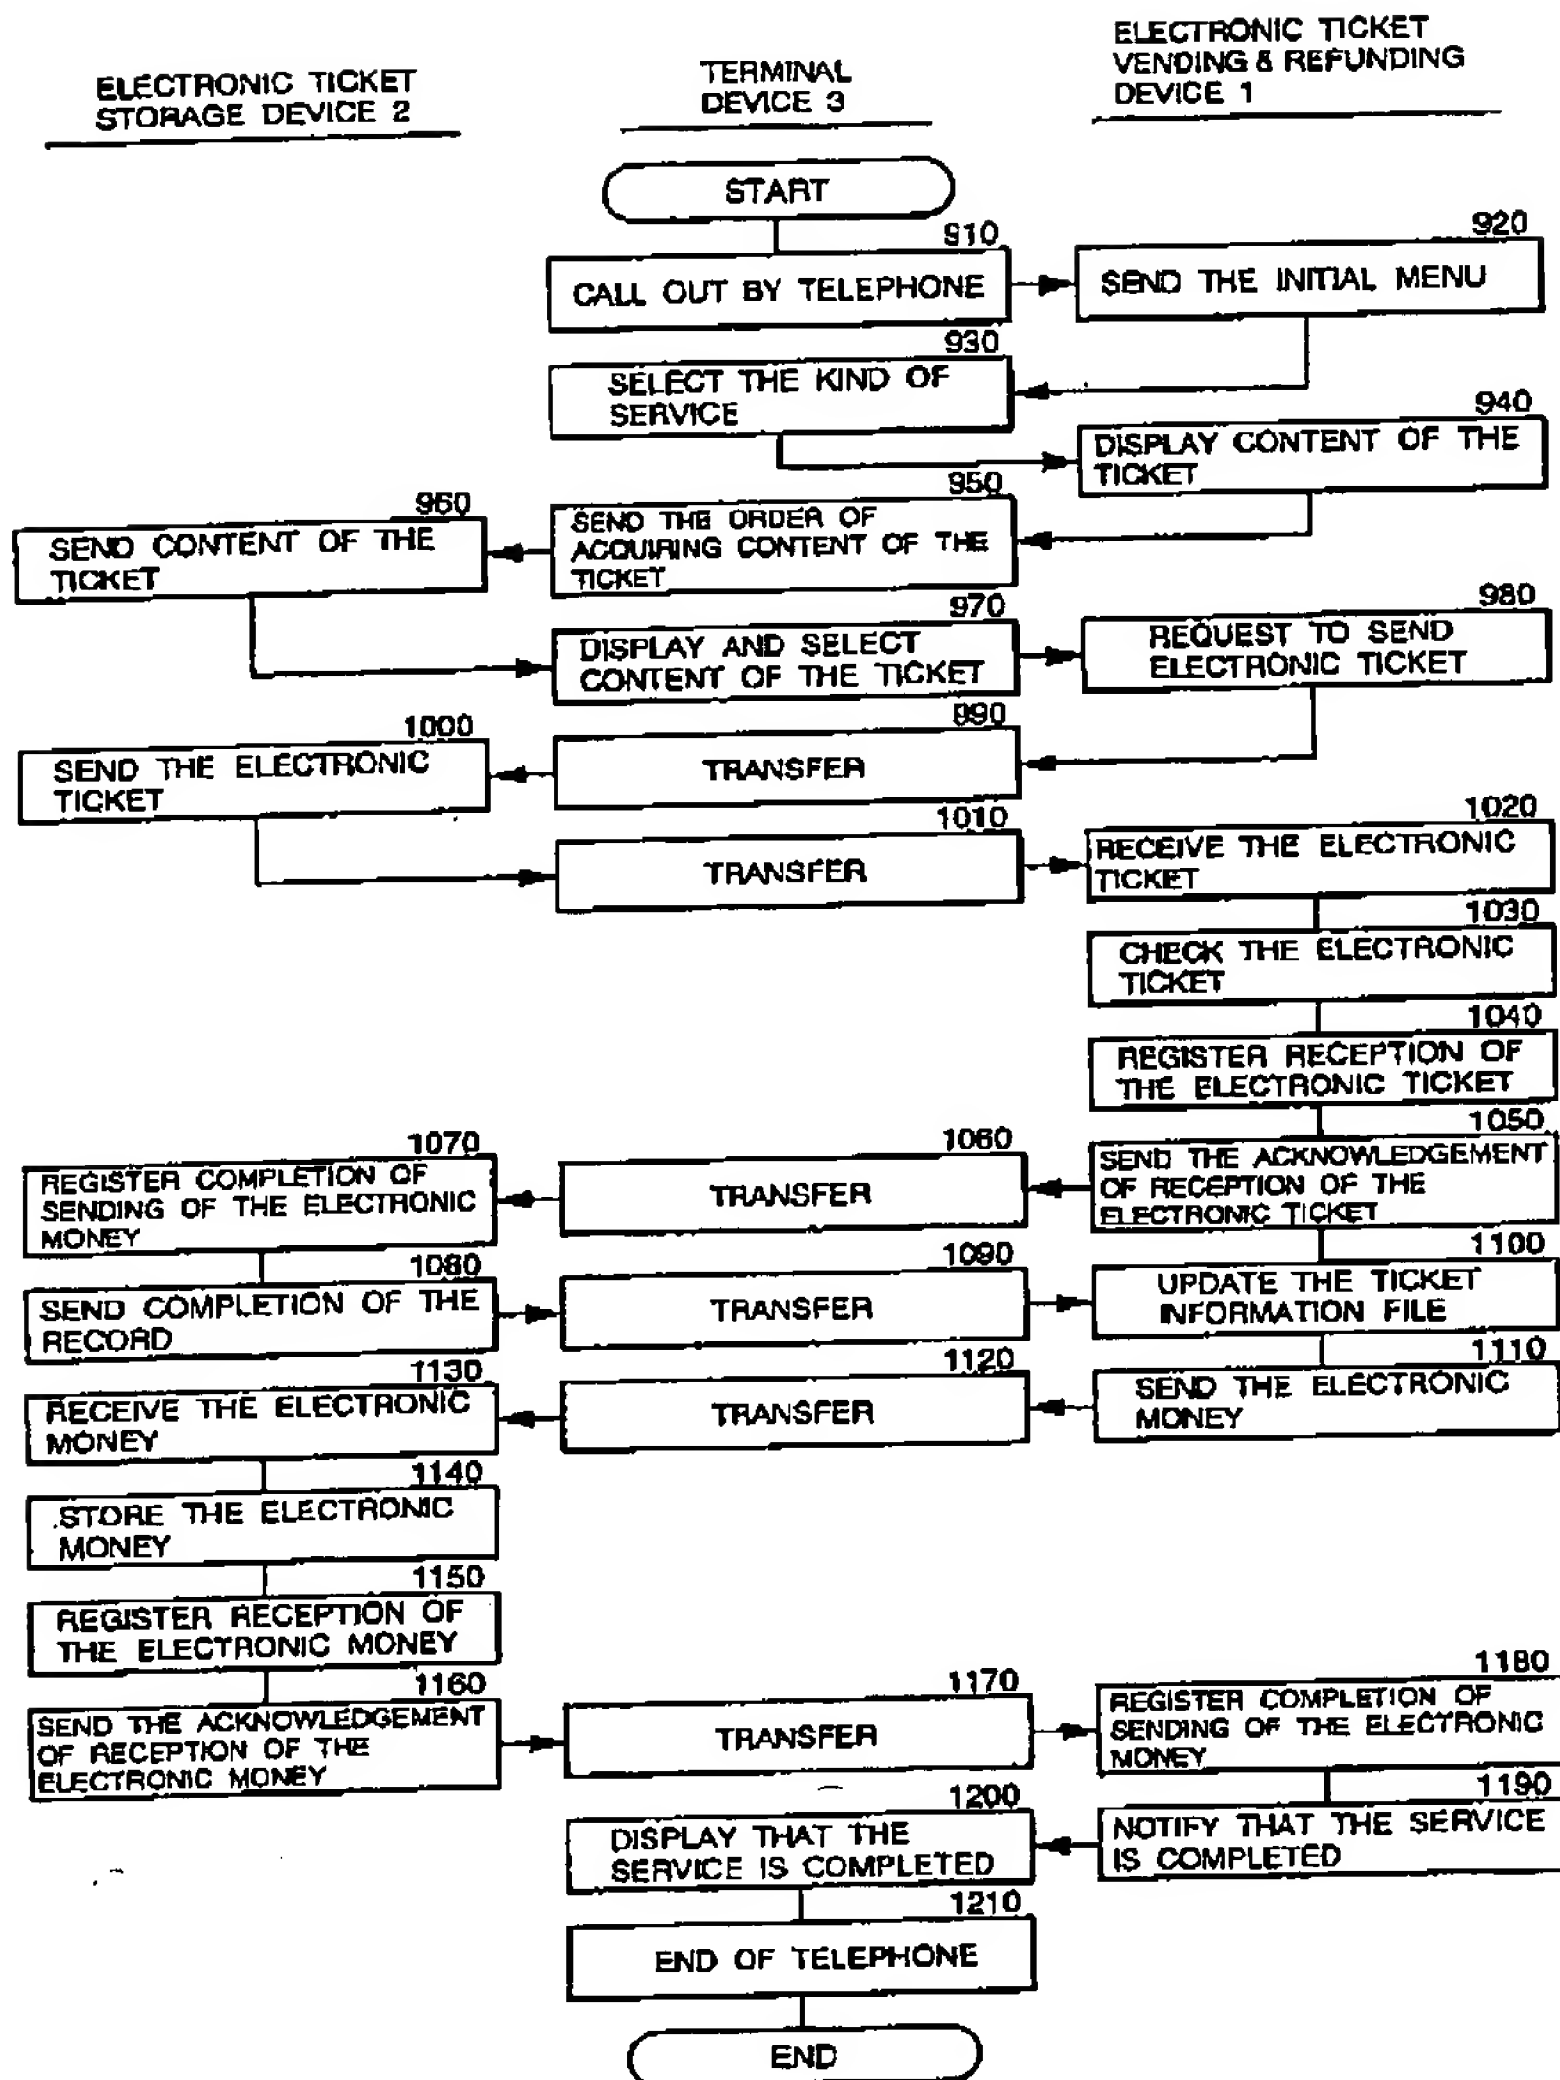 ELECTRONIC TICKET
STORAGE DEVICE 2
TERMINAL
DEVICE 3
ELECTRONIC TICKET
VENDING & REFUNDING
DEVICE 1
START
910
CALL OUT BY TELEPHONE
920
SEND THE INITIAL MENU
930
SELECT THE KIND OF
SERVICE
940
DISPLAY CONTENT OF THE
TICKET
950
SEND THE ORDER OF
ACQUIRING CONTENT OF THE
TICKET
960
SEND CONTENT OF THE
TICKET
970
DISPLAY AND SELECT
CONTENT OF THE TICKET
980
REQUEST TO SEND
ELECTRONIC TICKET
990
TRANSFER
1000
SEND THE ELECTRONIC
TICKET
1010
TRANSFER
1020
RECEIVE THE ELECTRONIC
TICKET
1030
CHECK THE ELECTRONIC
TICKET
1040
REGISTER RECEPTION OF
THE ELECTRONIC TICKET
1050
SEND THE ACKNOWLEDGEMENT
OF RECEPTION OF THE
ELECTRONIC TICKET
1060
TRANSFER
1070
REGISTER COMPLETION OF
SENDING OF THE ELECTRONIC
MONEY
1080
SEND COMPLETION OF THE
RECORD
1090
TRANSFER
1100
UPDATE THE TICKET
INFORMATION FILE
1110
SEND THE ELECTRONIC
MONEY
1120
TRANSFER
1130
RECEIVE THE ELECTRONIC
MONEY
1140
STORE THE ELECTRONIC
MONEY
1150
REGISTER RECEPTION OF
THE ELECTRONIC MONEY
1160
SEND THE ACKNOWLEDGEMENT
OF RECEPTION OF THE
ELECTRONIC MONEY
1170
TRANSFER
1180
REGISTER COMPLETION OF
SENDING OF THE ELECTRONIC
MONEY
1190
NOTIFY THAT THE SERVICE
IS COMPLETED
1200
DISPLAY THAT THE
SERVICE IS COMPLETED
1210
END OF TELEPHONE
END